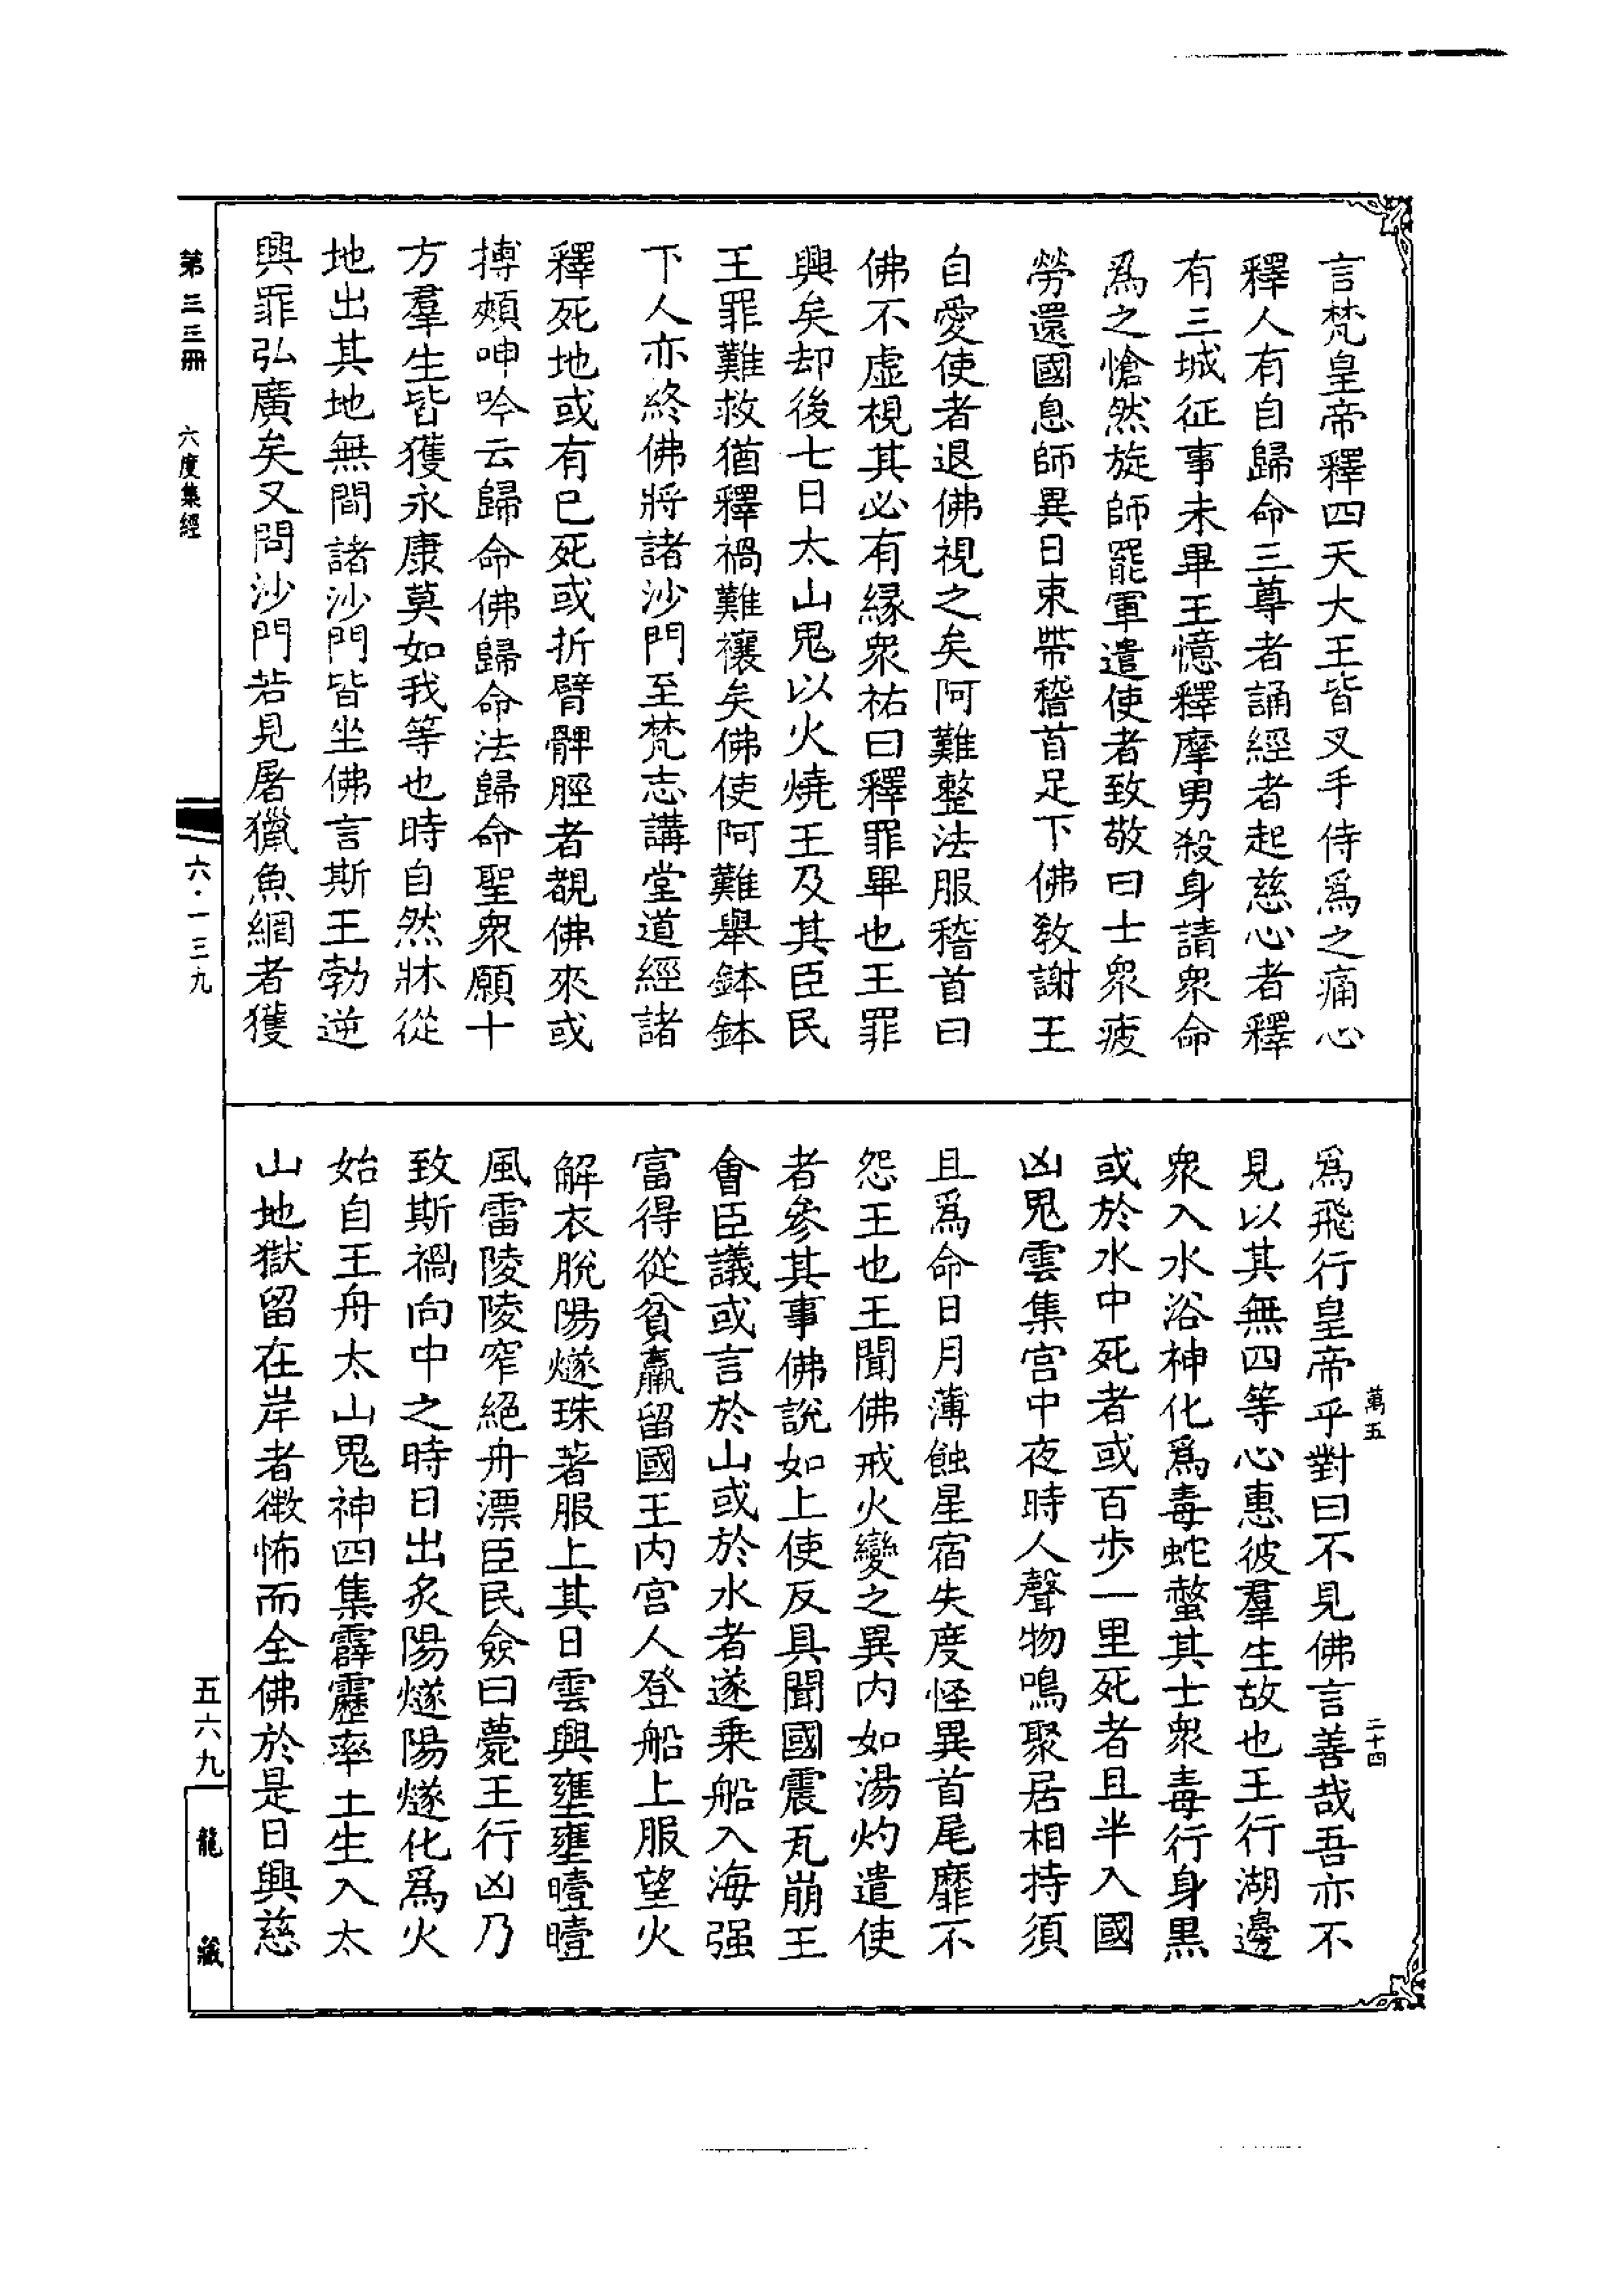 言梵皇帝釋四天大王皆叉手侍爲之痛心
釋人有自歸命三尊者誦經者起慈心者釋
有三城征事未畢王憶釋摩男殺身請衆命
爲之愴然旋師罷軍遣使者致敬曰士衆疲
勞還國息師異日束帶稽首足下佛敎謝王
自愛使者退佛視之矣阿難整法服稽首曰
佛不虛視其必有緣衆祐曰釋罪畢也王罪
興矣却後七日太山鬼以火燒王及其臣民
王罪難救猶釋禍難禳矣佛使阿難舉鉢鉢
下人亦終佛將諸沙門至梵志講堂道經諸
釋死地或有已死或折臂髀脛者覩佛來或
搏頰呻吟云歸命佛歸命法歸命聖衆願十
方羣生皆獲永康莫如我等也時自然牀從
地出其地無間諸沙門皆坐佛言斯王勃逆
興罪弘廣矣又問沙門若見屠獵魚網者獲
第三三冊 六度集經 六·一三九
爲飛行皇帝乎對曰不見佛言善哉吾亦不
見以其無四等心惠彼羣生故也王行湖邊
衆入水浴神化爲毒蛇螫其士衆毒行身黑
或於水中死者或百步一里死者且半入國
凶鬼雲集宮中夜時人聲物鳴聚居相持須
且爲命日月薄蝕星宿失度怪異首尾靡不
怨王也王聞佛戒火變之異内如湯灼遣使
者參其事佛說如上使反具聞國震瓦崩王
會臣議或言於山或於水者遂乘船入海强
富得從貧羸留國王内宮人登船上服望火
解衣脫陽燧珠著服上其日雲興壅壅曀曀
風雷陵陵窄絕舟漂臣民僉曰薨王行凶乃
致斯禍向中之時日出炙陽燧陽燧化爲火
始自王舟太山鬼神四集霹靂率土生入太
山地獄留在岸者徵怖而全佛於是日興慈
萬五 二十四
五六九
龍藏